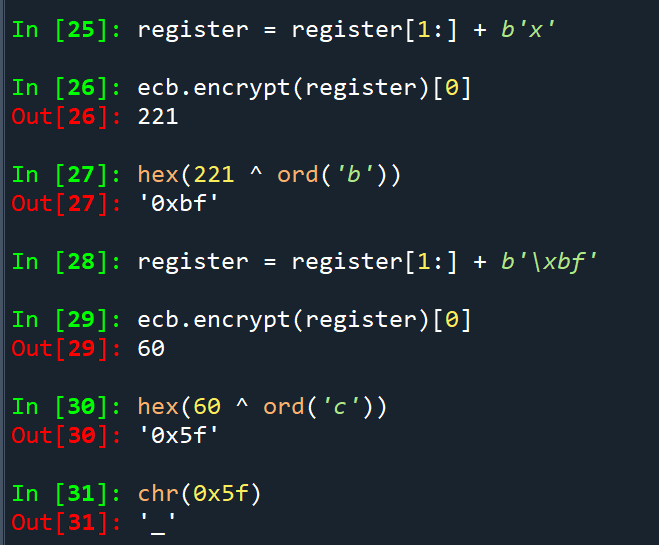 In [25]: register = register[1:] + b'x'
In [26]: ecb.encrypt(register)[0]
Out[26]: 221
In [27]: hex(221 ^ ord('b'))
Out[27]: '0xbf'
In [28]: register = register[1:] + b'\xbf'
In [29]: ecb.encrypt(register)[0]
Out[29]: 60
In [30]: hex(60 ^ ord('c'))
Out[30]: '0x5f'
In [31]: chr(0x5f)
Out[31]: '_'